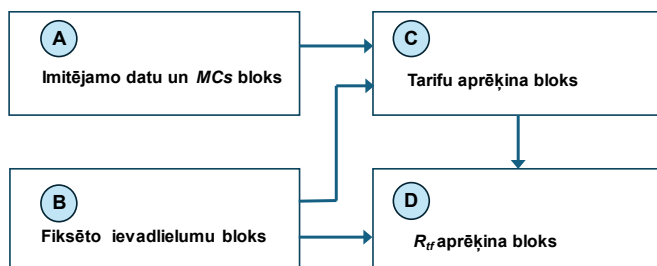 A
Imitējamo datu un MCs bloks
C
Tarifu aprēķina bloks
B
Fiksēto ievadlielumu bloks
D
Rtf aprēķina bloks